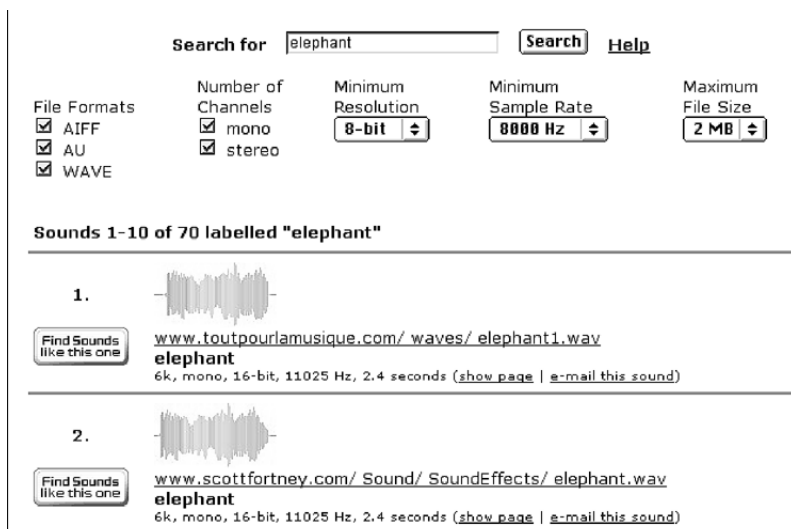 Search for elephant Search Help
File Formats
AIFF
AU
WAVE
Number of
Channels
mono
stereo
Minimum
Resolution
8-bit
Minimum
Sample Rate
8000 Hz
Maximum
File Size
2 MB
Sounds 1-10 of 70 labelled "elephant"
1.
Find Sounds
like this one
www.toutpourlamusique.com/ waves/ elephant1.wav
elephant
6k, mono, 16-bit, 11025 Hz, 2.4 seconds (show page | e-mail this sound)
2.
Find Sounds
like this one
www.scottfortney.com/ Sound/ SoundEffects/ elephant.wav
elephant
6k, mono, 16-bit, 11025 Hz, 2.4 seconds (show page | e-mail this sound)